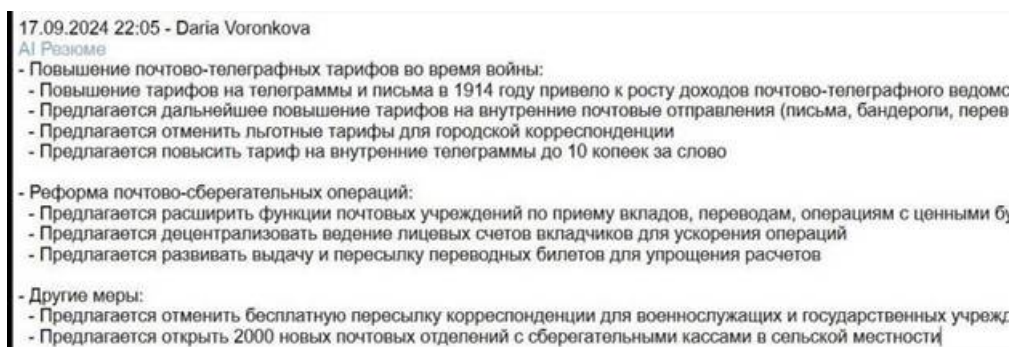 17.09.2024 22:05 - Daria Voronkova
AI Резюме
- Повышение почтово-телеграфных тарифов во время войны:
- Повышение тарифов на телеграммы и письма в 1914 году привело к росту доходов почтово-телеграфного ведомс
- Предлагается дальнейшее повышение тарифов на внутренние почтовые отправления (письма, бандероли, перев
- Предлагается отменить льготные тарифы для городской корреспонденции
- Предлагается повысить тариф на внутренние телеграммы до 10 копеек за слово
- Реформа почтово-сберегательных операций:
- Предлагается расширить функции почтовых учреждений по приему вкладов, переводам, операциям с ценными бу
- Предлагается децентрализовать ведение лицевых счетов вкладчиков для ускорения операций
- Предлагается развивать выдачу и пересылку переводных билетов для упрощения расчетов
- Другие меры:
- Предлагается отменить бесплатную пересылку корреспонденции для военнослужащих и государственных учрежд
- Предлагается открыть 2000 новых почтовых отделений с сберегательными кассами в сельской местности